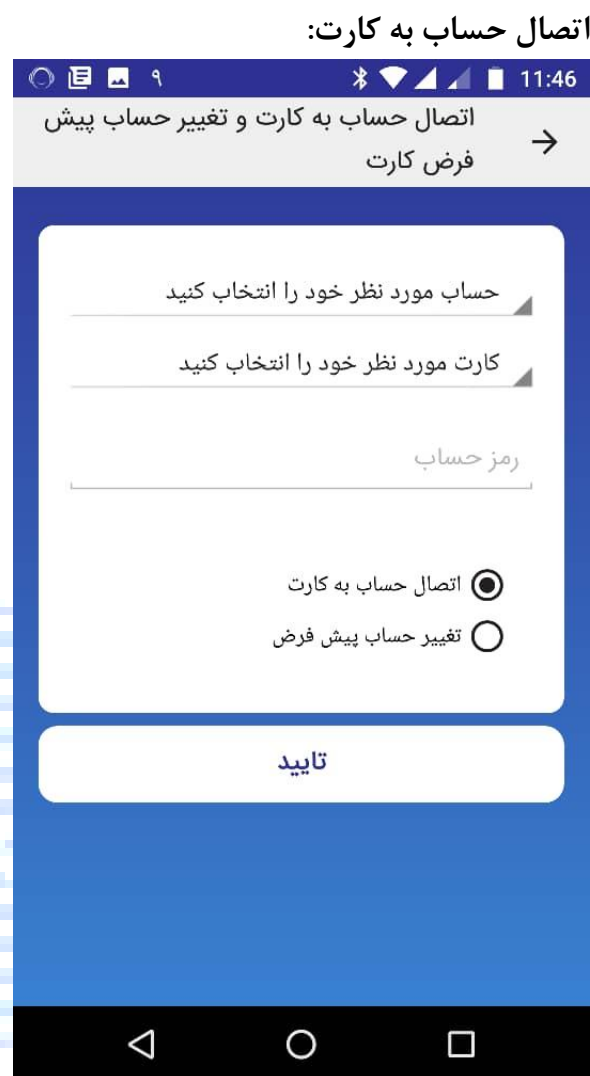 اتصال حساب به کارت:
۹ 11:46
اتصال حساب به کارت و تغییر حساب پیش
فرض کارت
حساب مورد نظر خود را انتخاب کنید
کارت مورد نظر خود را انتخاب کنید
رمز حساب
اتصال حساب به کارت
تغییر حساب پیش فرض
تایید